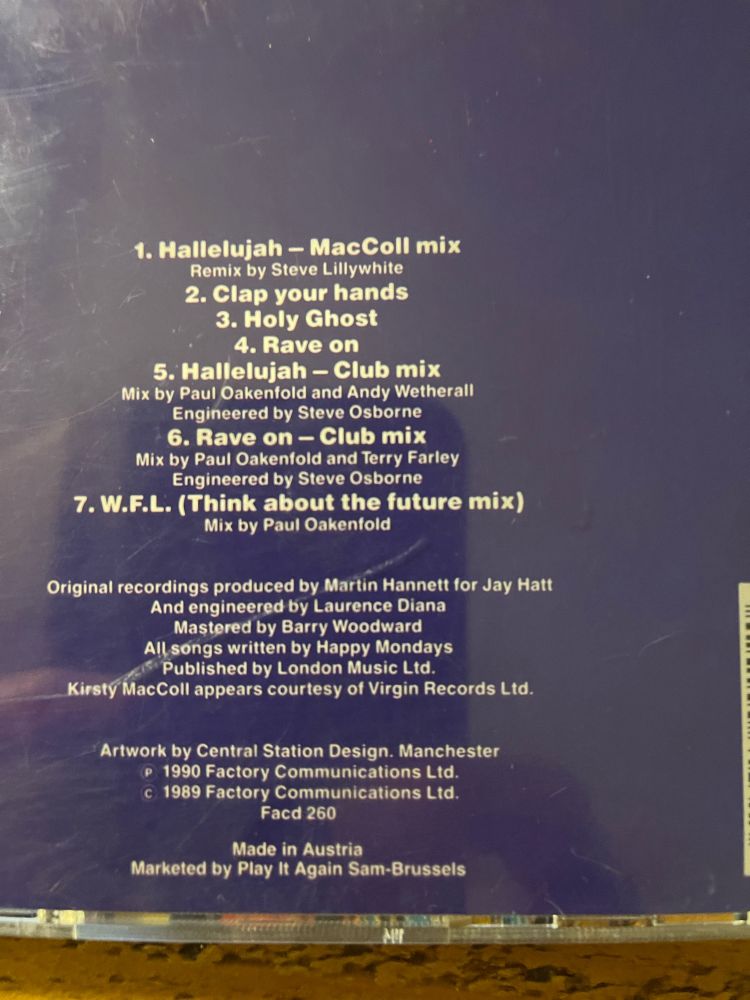 1. Hallelujah – MacColl mix
Remix by Steve Lillywhite
2. Clap your hands
3. Holy Ghost
4. Rave on
5. Hallelujah – Club mix
Mix by Paul Oakenfold and Andy Wetherall
Engineered by Steve Osborne
6. Rave on – Club mix
Mix by Paul Oakenfold and Terry Farley
Engineered by Steve Osborne
7. W.F.L. (Think about the future mix)
Mix by Paul Oakenfold
Original recordings produced by Martin Hannett for Jay Hatt
And engineered by Laurence Diana
Mastered by Barry Woodward
All songs written by Happy Mondays
Published by London Music Ltd.
Kirsty MacColl appears courtesy of Virgin Records Ltd.
Artwork by Central Station Design. Manchester
℗ 1990 Factory Communications Ltd.
© 1989 Factory Communications Ltd.
Facd 260
Made in Austria
Marketed by Play It Again Sam-Brussels